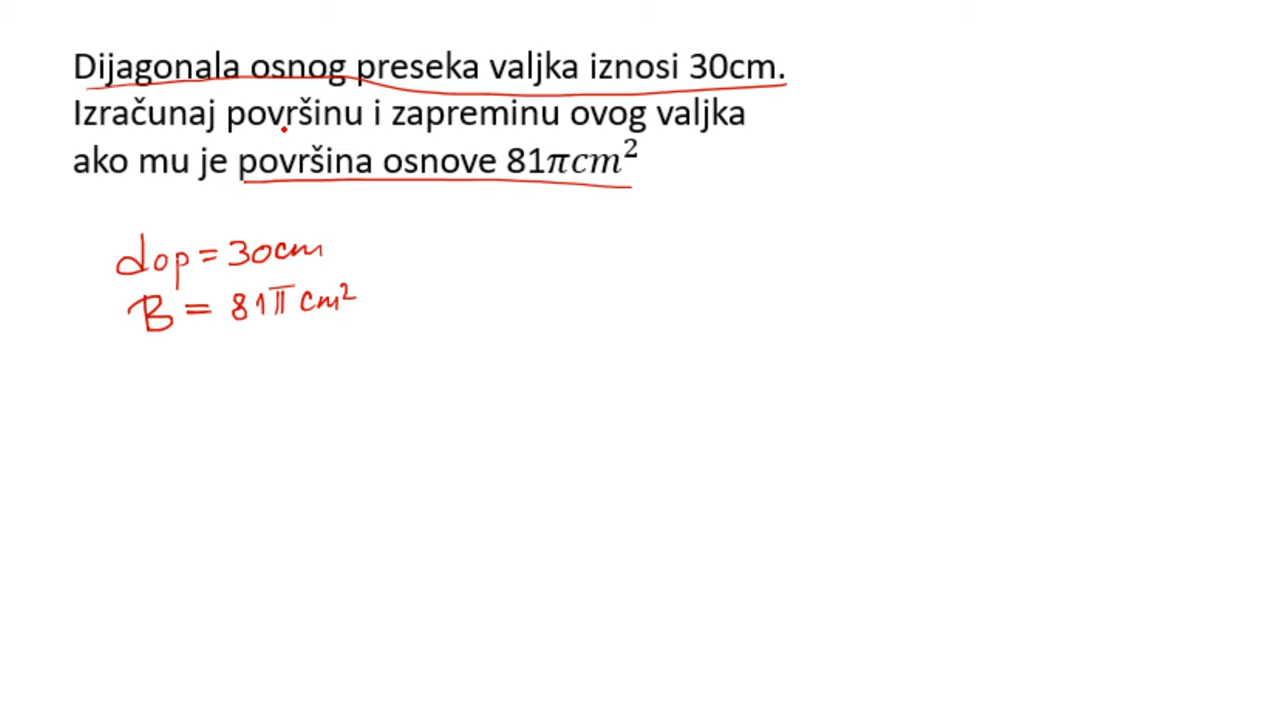 Dijagonala osnog preseka valjka iznosi 30cm.
Izračunaj površinu i zapreminu ovog valjka
ako mu je površina osnove 81πcm²
dop = 30cm
B = 81π cm²